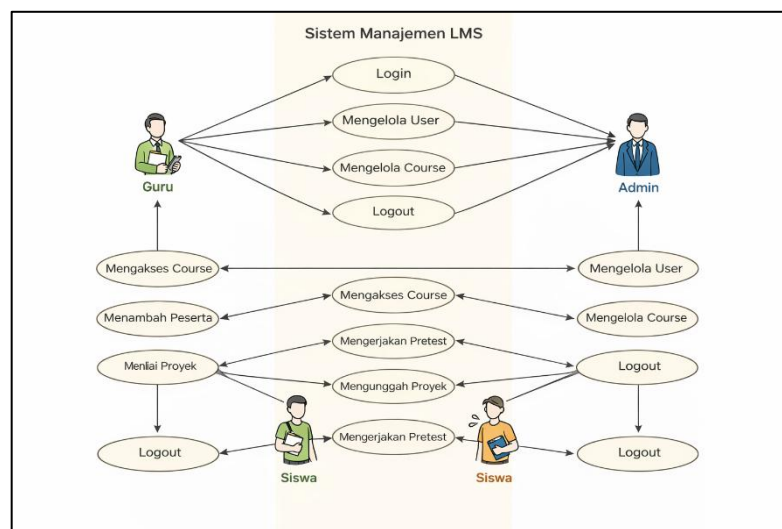 Sistem Manajemen LMS
Login
Mengelola User
Mengelola Course
Logout
Guru
Admin
Mengakses Course
Mengelola User
Mengakses Course
Menambah Peserta
Mengelola Course
Mengerjakan Pretest
Menliai Proyek
Logout
Mengunggah Proyek
Mengerjakan Pretest
Logout
Logout
Siswa
Siswa